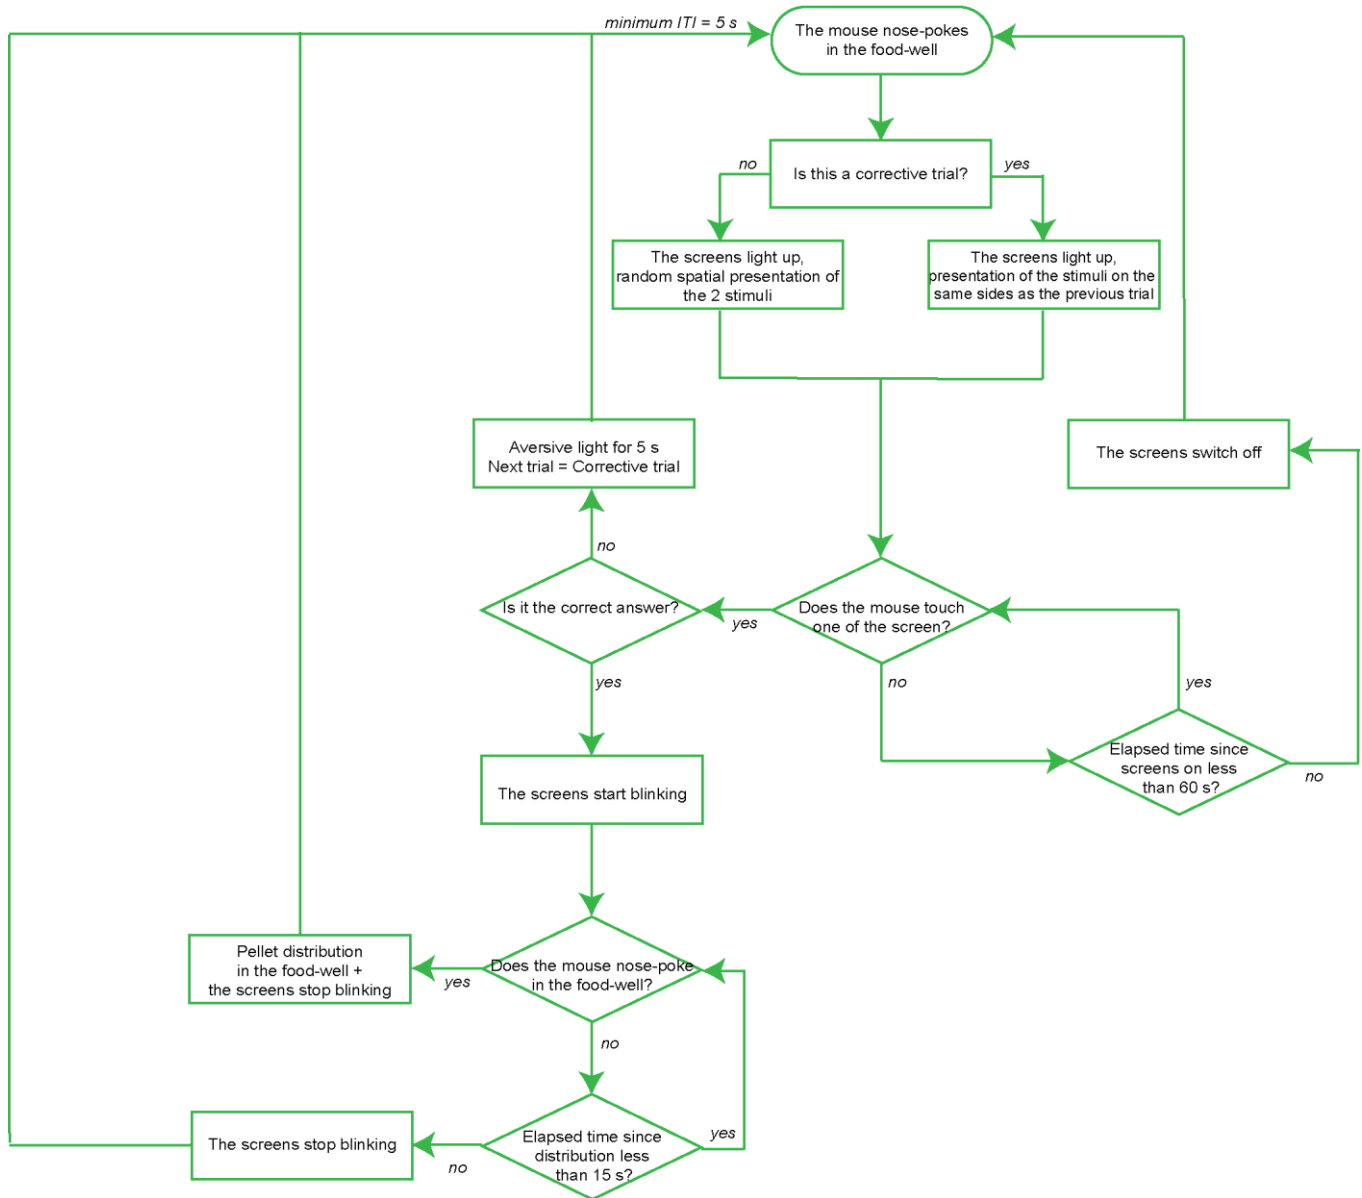 minimum ITI = 5 s
The mouse nose-pokes
in the food-well
Is this a corrective trial?
no
yes
The screens light up,
random spatial presentation of
the 2 stimuli
The screens light up,
presentation of the stimuli on the
same sides as the previous trial
Aversive light for 5 s
Next trial = Corrective trial
The screens switch off
no
Is it the correct answer?
yes
Does the mouse touch
one of the screen?
yes
no
yes
Elapsed time since
screens on less
than 60 s?
no
The screens start blinking
Pellet distribution
in the food-well +
the screens stop blinking
yes
Does the mouse nose-poke
in the food-well?
no
yes
The screens stop blinking
no
Elapsed time since
distribution less
than 15 s?